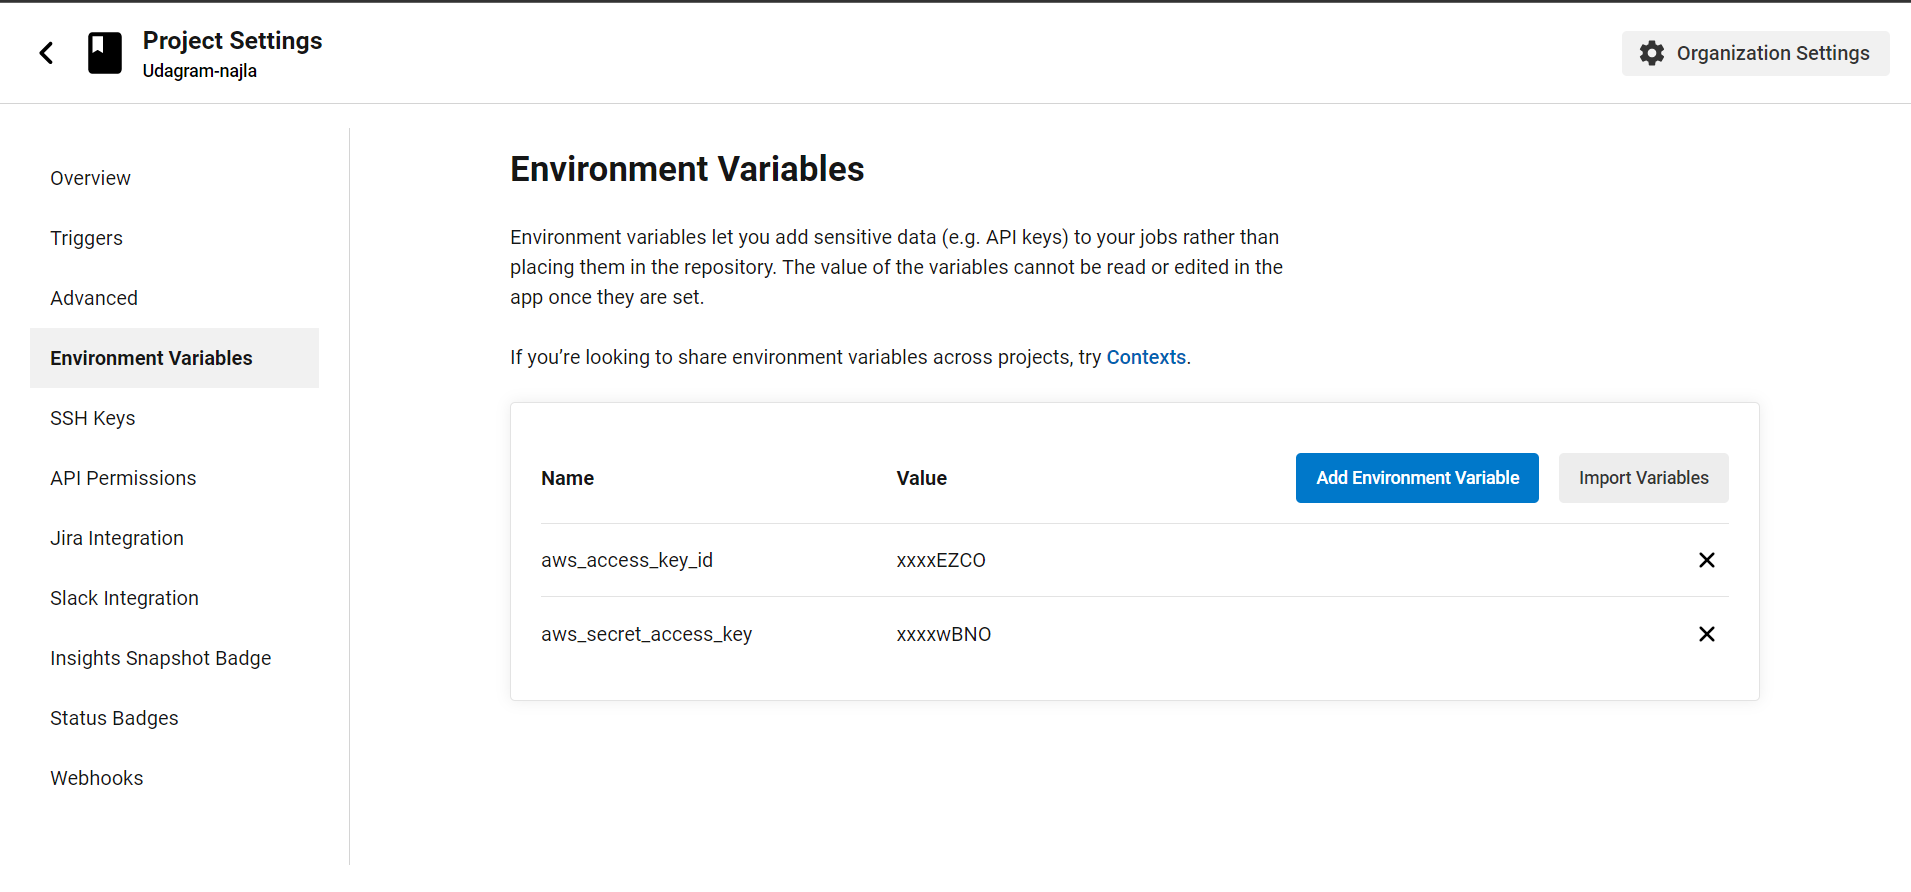 Project Settings
Udagram-najla
Organization Settings
Overview
Triggers
Advanced
Environment Variables
SSH Keys
API Permissions
Jira Integration
Slack Integration
Insights Snapshot Badge
Status Badges
Webhooks
Environment Variables
Environment variables let you add sensitive data (e.g. API keys) to your jobs rather than
placing them in the repository. The value of the variables cannot be read or edited in the
app once they are set.
If you’re looking to share environment variables across projects, try Contexts.
Name Value Add Environment Variable Import Variables
aws_access_key_id xxxxEZCO
aws_secret_access_key xxxxwBNO